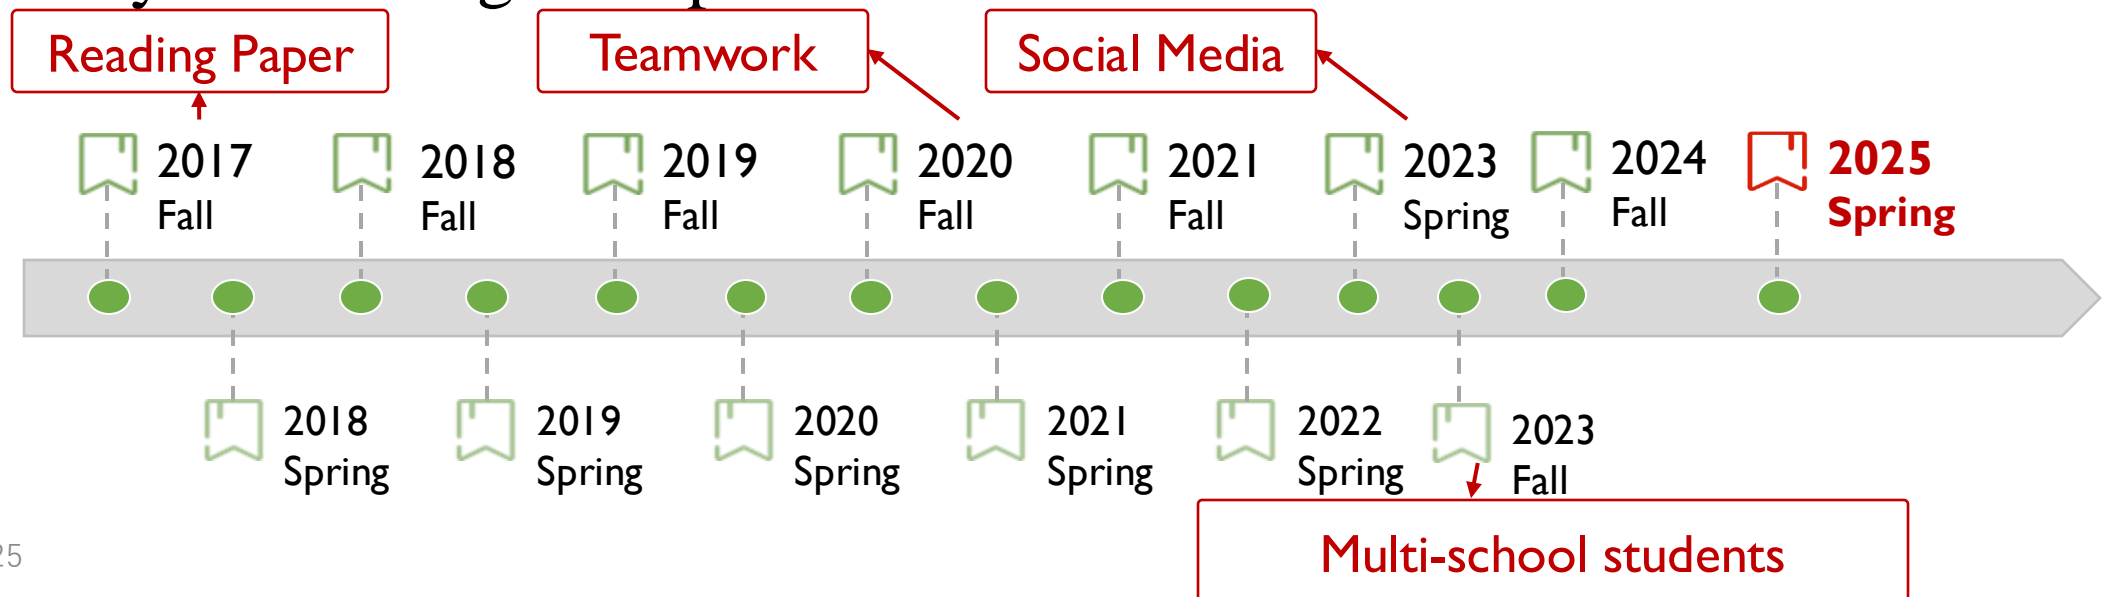 Reading Paper
Teamwork
Social Media
2017
Fall
2018
Fall
2019
Fall
2020
Fall
2021
Fall
2023
Spring
2024
Fall
2025
Spring
2018
Spring
2019
Spring
2020
Spring
2021
Spring
2022
Spring
2023
Fall
Multi-school students
25